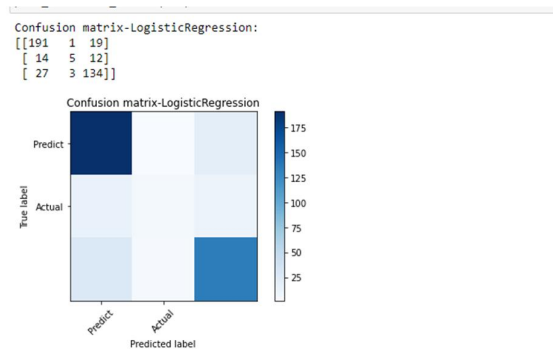 Confusion matrix-LogisticRegression:
[[191 1 19]
[ 14 5 12]
[ 27 3 134]]
Confusion matrix-LogisticRegression
Predict
Actual
True label
175
150
125
100
75
50
25
Predict
Actual
Predicted label